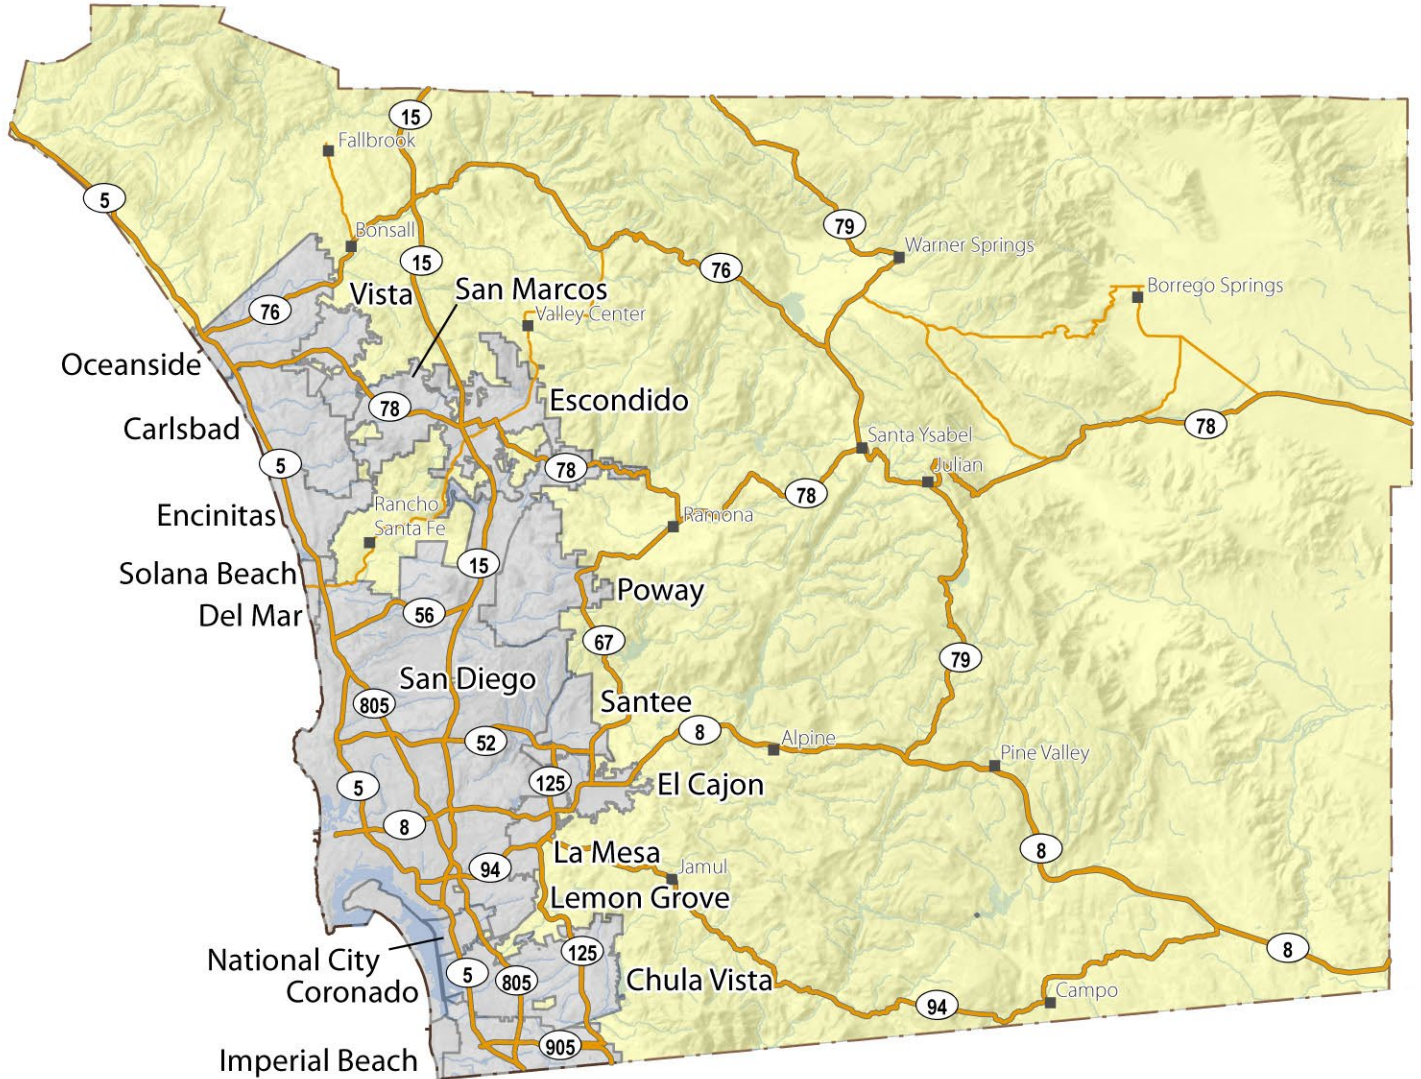 15
Fallbrook
5
79
Bonsall
Warner Springs
15
76
Borrego Springs
San Marcos
Vista
76
Valley Center
Oceanside
Escondido
78
78
Carlsbad
Santa Ysabel
5
78
Julian
78
Rancho
Santa Fe
Encinitas
Ramona
15
Solana Beach
Poway
Del Mar
56
67
79
San Diego
Santee
805
8
52
Alpine
Pine Valley
125
El Cajon
5
8
8
La Mesa
94
Jamul
Lemon Grove
125
8
National City
5
805
Chula Vista
Coronado
Campo
94
905
Imperial Beach